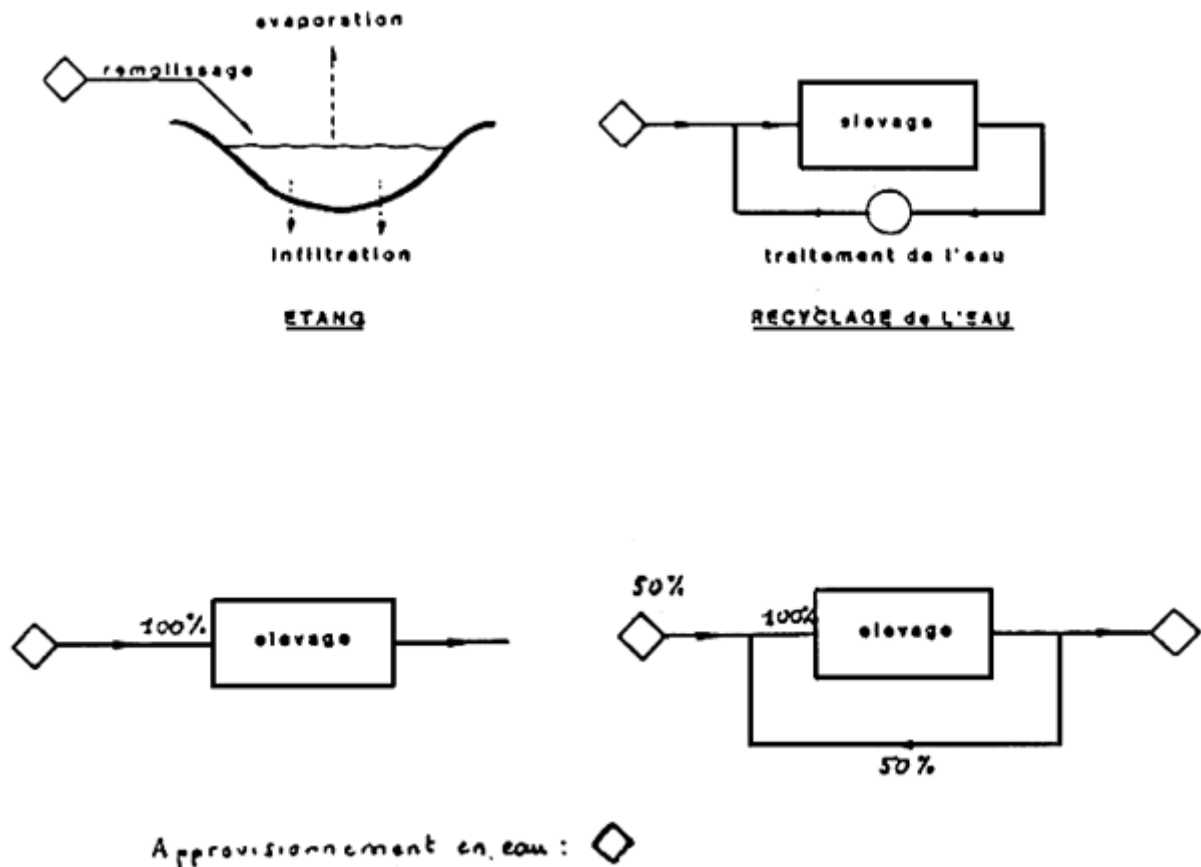 evaporation
remplissage
infiltration
ETANG
elevage
traitement de l'eau
RECYCLAGE de L'EAU
100%
elevage
50%
100%
elevage
50%
Approvisionnement en eau :